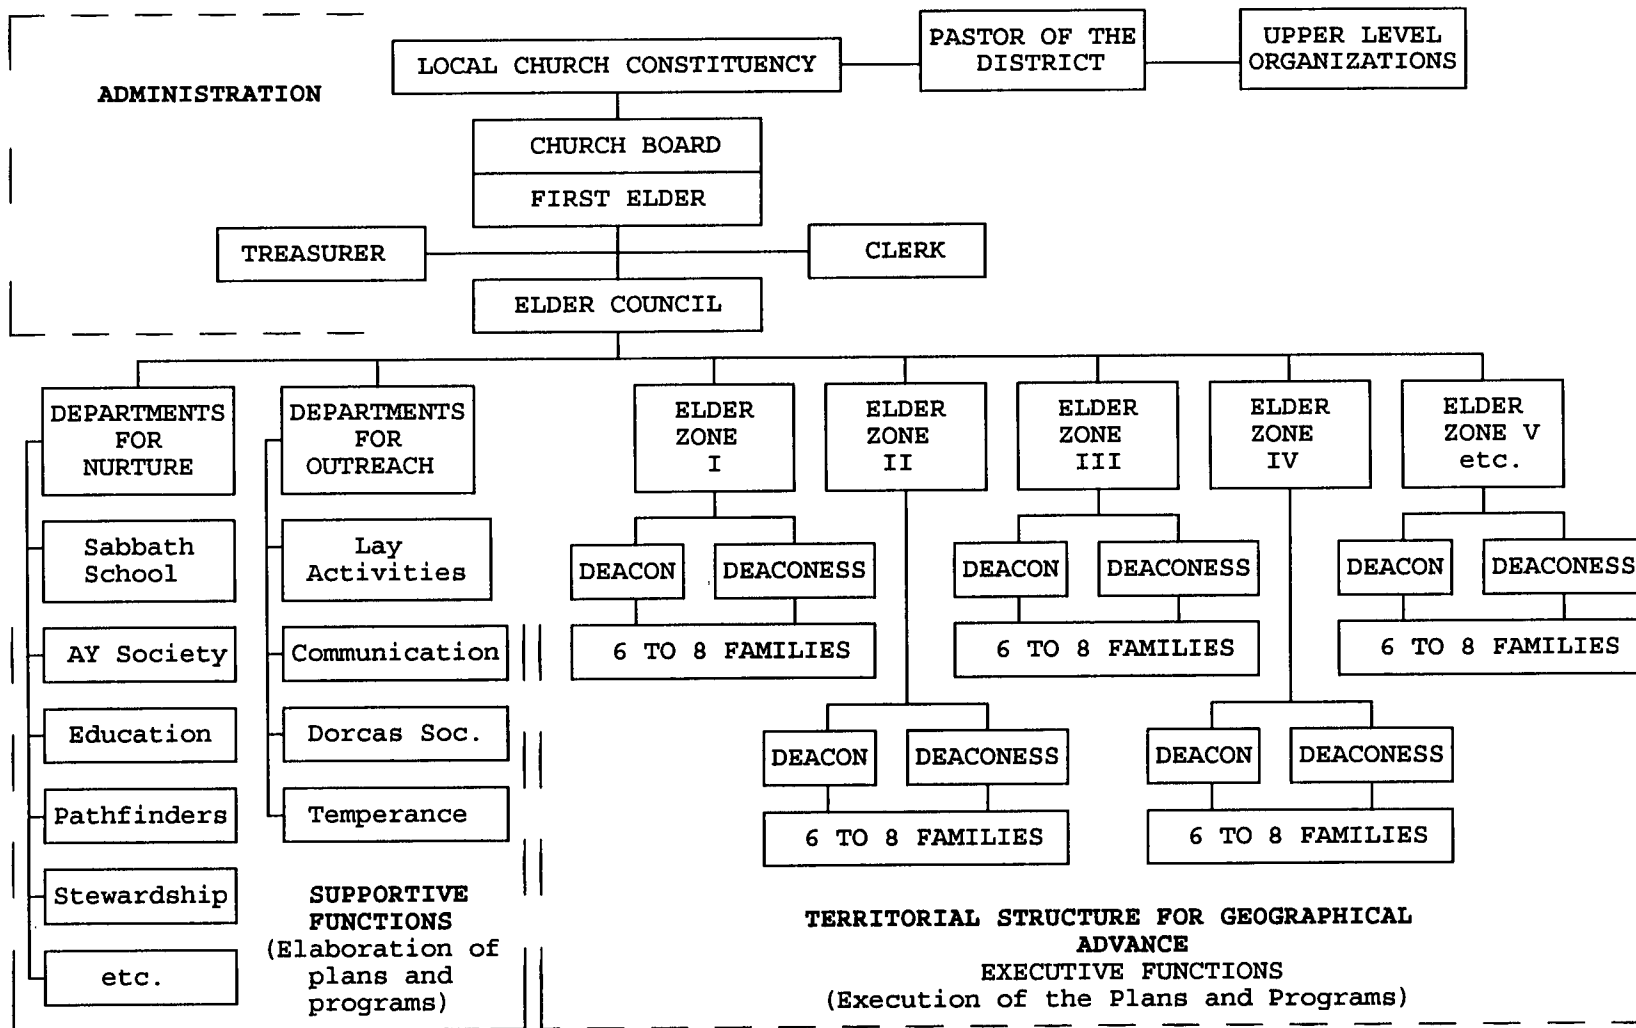 ADMINISTRATION
LOCAL CHURCH CONSTITUENCY
PASTOR OF THE
DISTRICT
UPPER LEVEL
ORGANIZATIONS
CHURCH BOARD
FIRST ELDER
TREASURER
CLERK
ELDER COUNCIL
DEPARTMENTS
FOR
NURTURE
Sabbath
School
AY Society
Education
Pathfinders
Stewardship
etc.
DEPARTMENTS
FOR
OUTREACH
Lay
Activities
Communication
Dorcas Soc.
Temperance
SUPPORTIVE
FUNCTIONS
(Elaboration of
plans and
programs)
ELDER
ZONE
I
DEACON
DEACONESS
6 TO 8 FAMILIES
ELDER
ZONE
II
DEACON
DEACONESS
6 TO 8 FAMILIES
ELDER
ZONE
III
DEACON
DEACONESS
6 TO 8 FAMILIES
ELDER
ZONE
IV
DEACON
DEACONESS
6 TO 8 FAMILIES
ELDER
ZONE V
etc.
DEACON
DEACONESS
6 TO 8 FAMILIES
TERRITORIAL STRUCTURE FOR GEOGRAPHICAL
ADVANCE
EXECUTIVE FUNCTIONS
(Execution of the Plans and Programs)